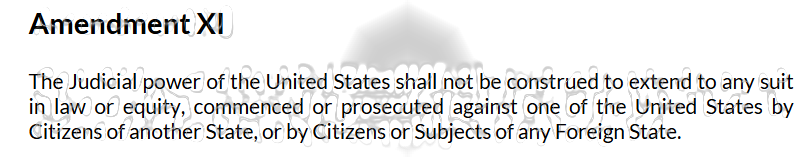 Amendment XI
The Judicial power of the United States shall not be construed to extend to any suit
in law or equity, commenced or prosecuted against one of the United States by
Citizens of another State, or by Citizens or Subjects of any Foreign State.